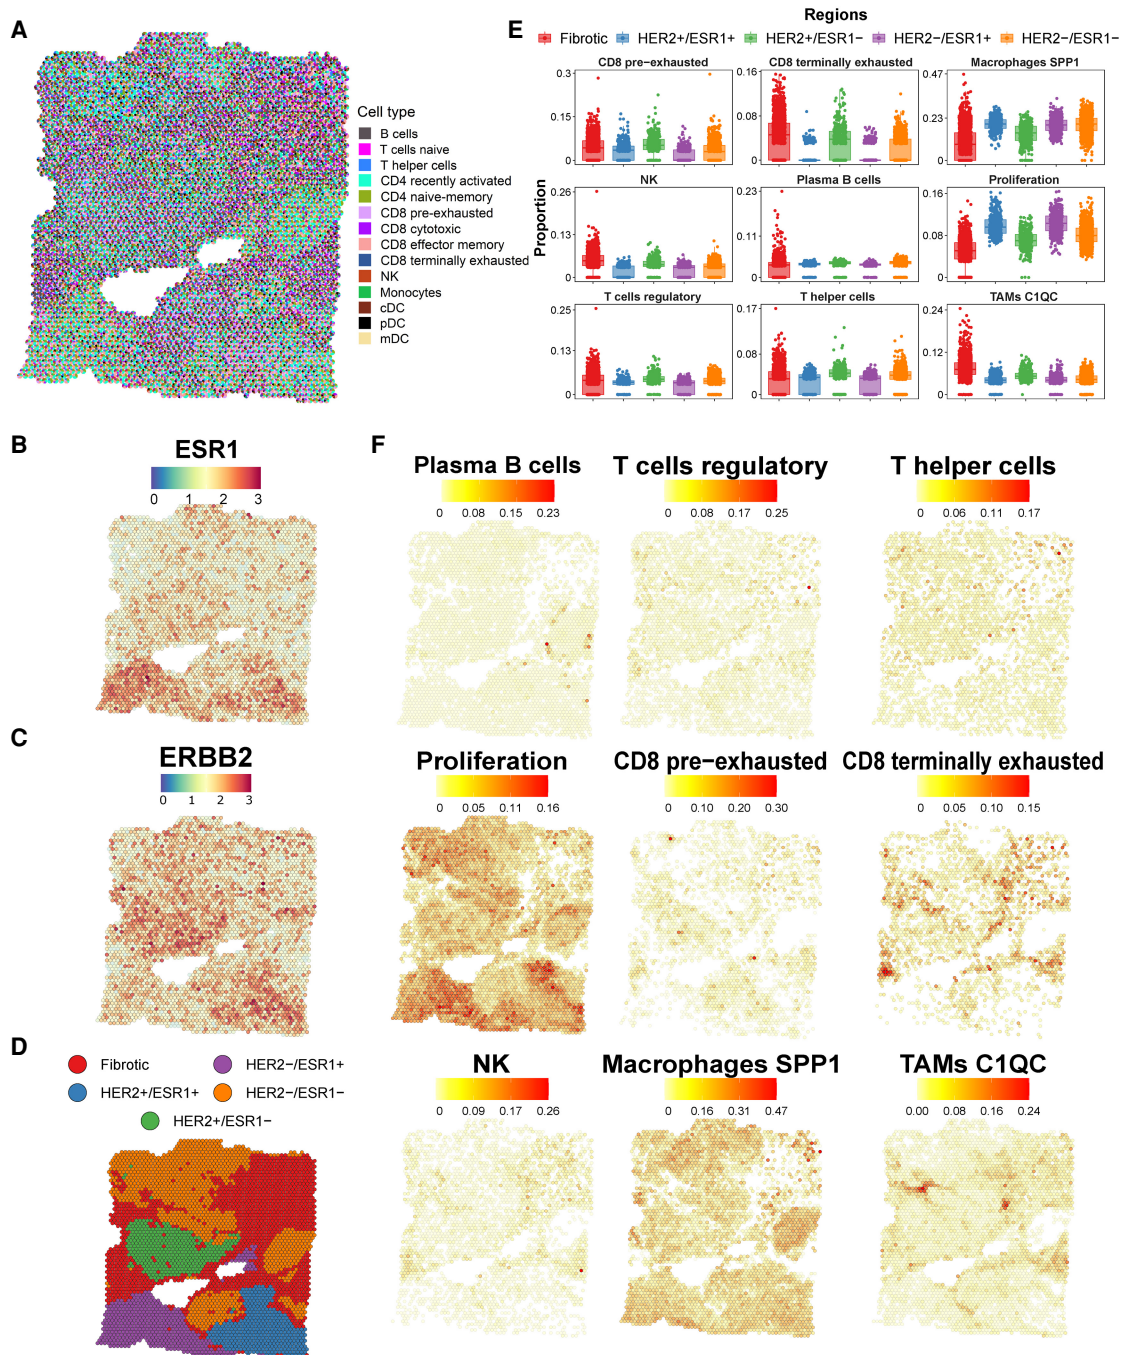 A
Cell type
B cells
T cells naive
T helper cells
CD4 recently activated
CD4 naive-memory
CD8 pre-exhausted
CD8 cytotoxic
CD8 effector memory
CD8 terminally exhausted
NK
Monocytes
cDC
pDC
mDC
E
Regions
Fibrotic HER2+/ESR1+ HER2+/ESR1− HER2−/ESR1+ HER2−/ESR1−
Proportion
CD8 pre−exhausted CD8 terminally exhausted Macrophages SPP1
0.3 0.16 0.47
0.15 0.08 0.23
0 0 0
NK Plasma B cells Proliferation
0.26 0.23 0.16
0.13 0.11 0.08
0 0 0
T cells regulatory T helper cells TAMs C1QC
0.25 0.17 0.24
0.13 0.08 0.12
0 0 0
B
ESR1
0 1 2 3
C
ERBB2
0 1 2 3
D
Fibrotic HER2−/ESR1+
HER2+/ESR1+ HER2−/ESR1−
HER2+/ESR1−
F
Plasma B cells T cells regulatory T helper cells
0 0.08 0.15 0.23 0 0.08 0.17 0.25 0 0.06 0.11 0.17
Proliferation CD8 pre−exhausted CD8 terminally exhausted
0 0.05 0.11 0.16 0 0.10 0.20 0.30 0 0.05 0.10 0.15
NK Macrophages SPP1 TAMs C1QC
0 0.09 0.17 0.26 0 0.16 0.31 0.47 0.00 0.08 0.16 0.24